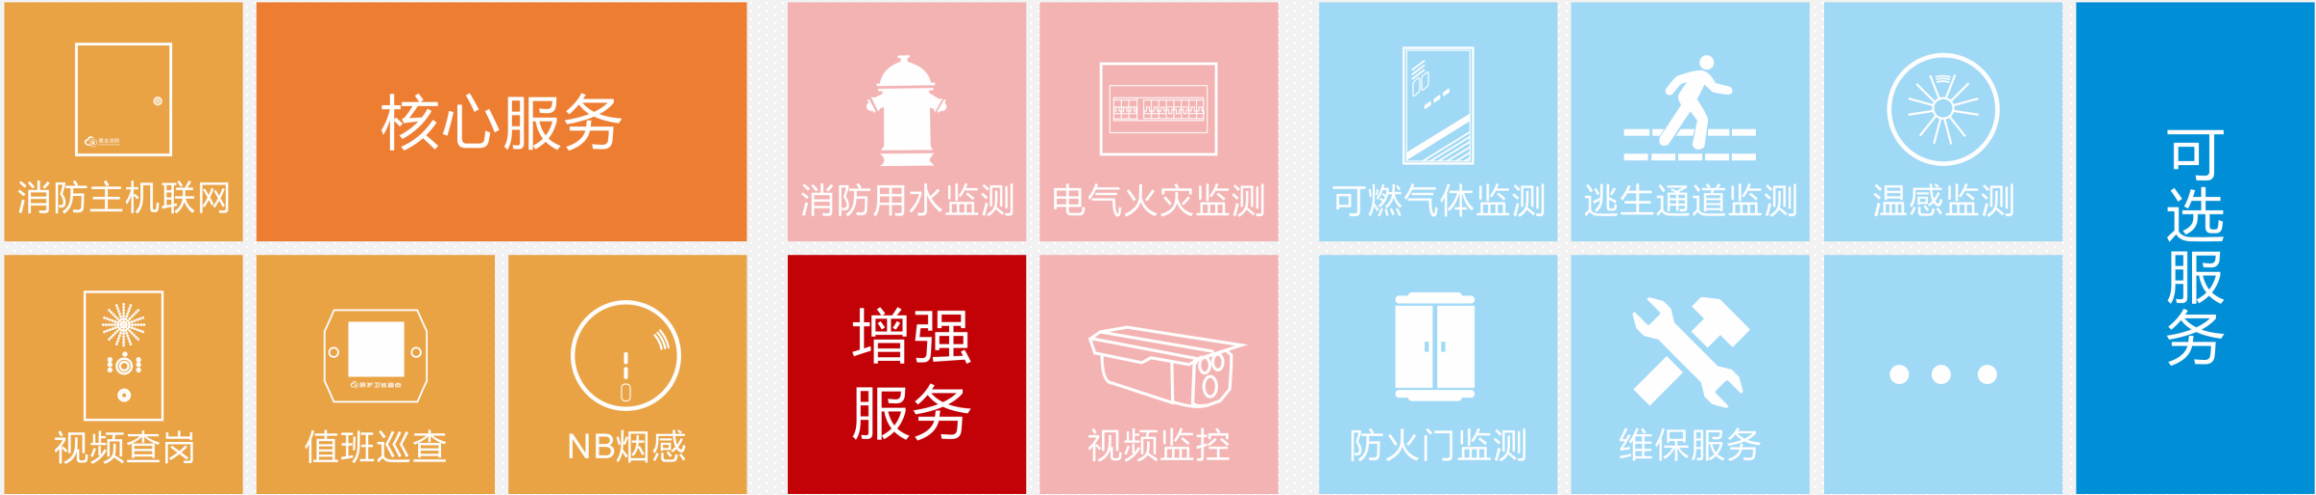 消防主机联网
核心服务
视频查岗
值班巡查
NB烟感
消防用水监测
电气火灾监测
增强
服务
视频监控
可燃气体监测
逃生通道监测
温感监测
防火门监测
维保服务
可选服务